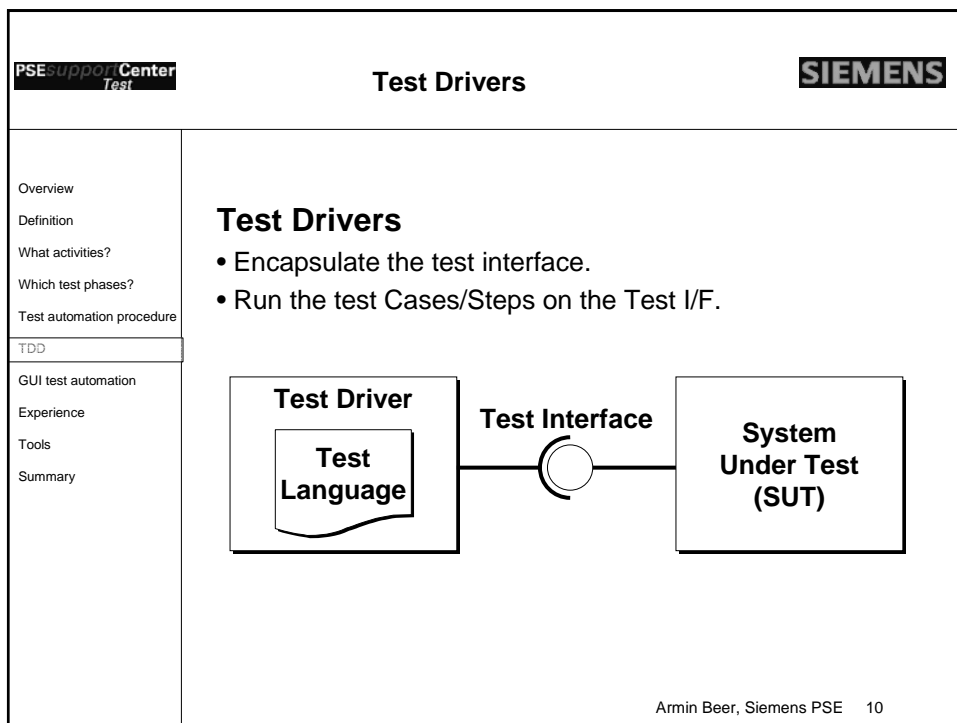 PSEsupportCenter
Test
Test Drivers
SIEMENS
Overview
Definition
What activities?
Which test phases?
Test automation procedure
TDD
GUI test automation
Experience
Tools
Summary
Test Drivers
• Encapsulate the test interface.
• Run the test Cases/Steps on the Test I/F.
Test Driver
Test
Language
Test Interface
System
Under Test
(SUT)
Armin Beer, Siemens PSE 10